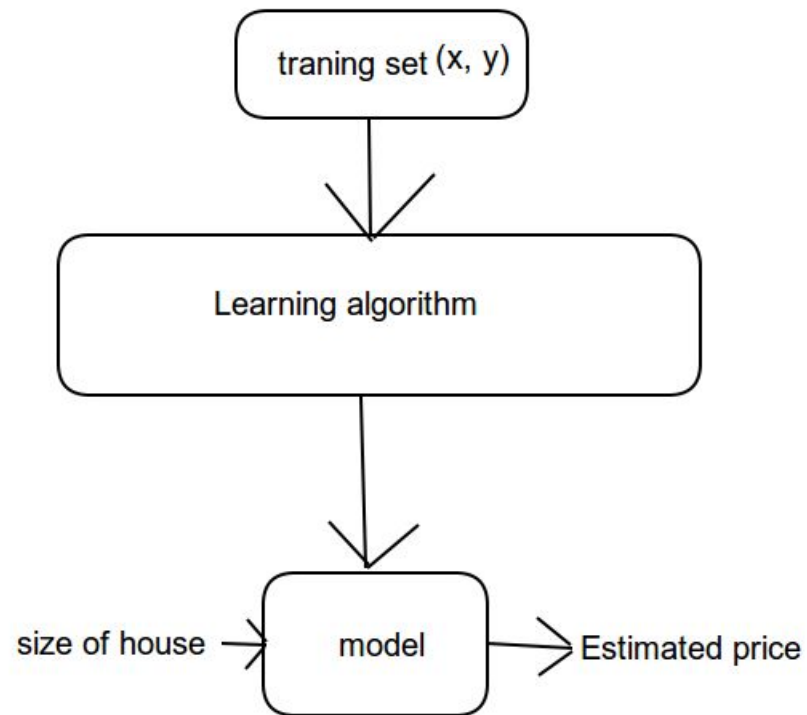 traning set (x, y)
Learning algorithm
size of house
model
Estimated price